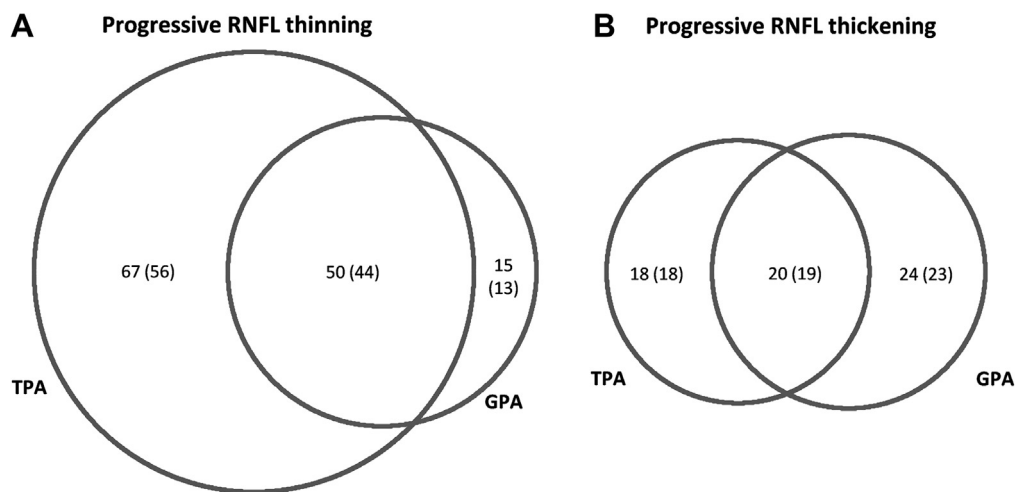 A
Progressive RNFL thinning
67 (56)
50 (44)
15
(13)
TPA
GPA
B
Progressive RNFL thickening
18 (18)
20 (19)
24 (23)
TPA
GPA